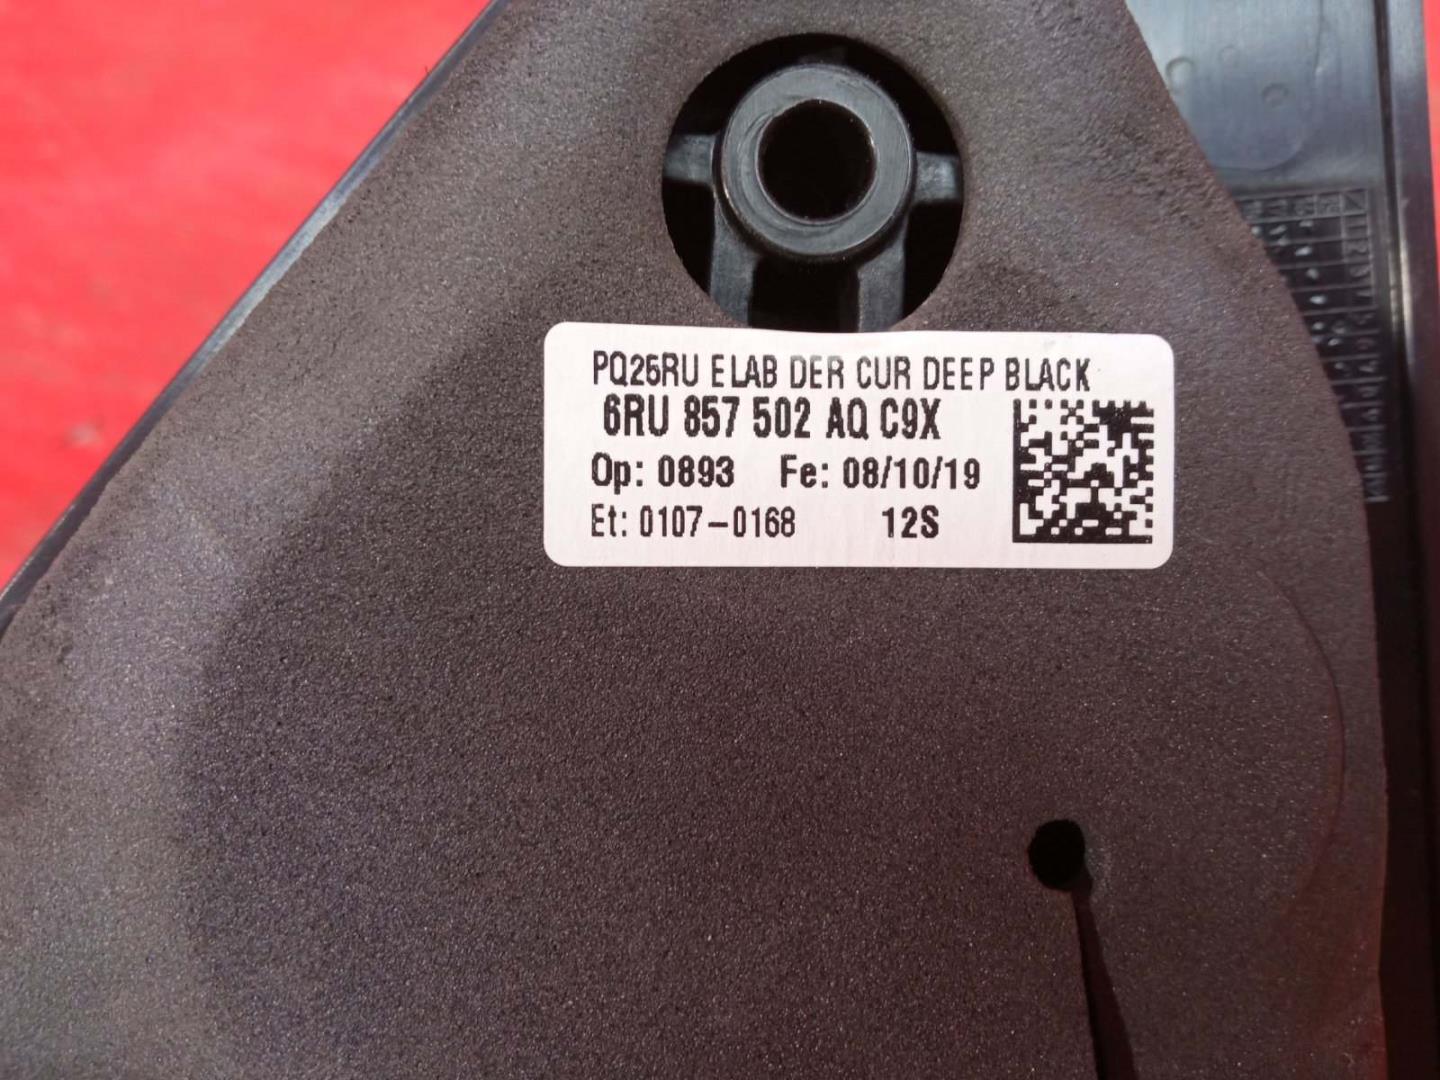 PQ25RU ELAB DER CUR DEEP BLACK
6RU 857 502 AQ C9X
Op: 0893 Fe: 08/10/19
Et: 0107-0168 12S